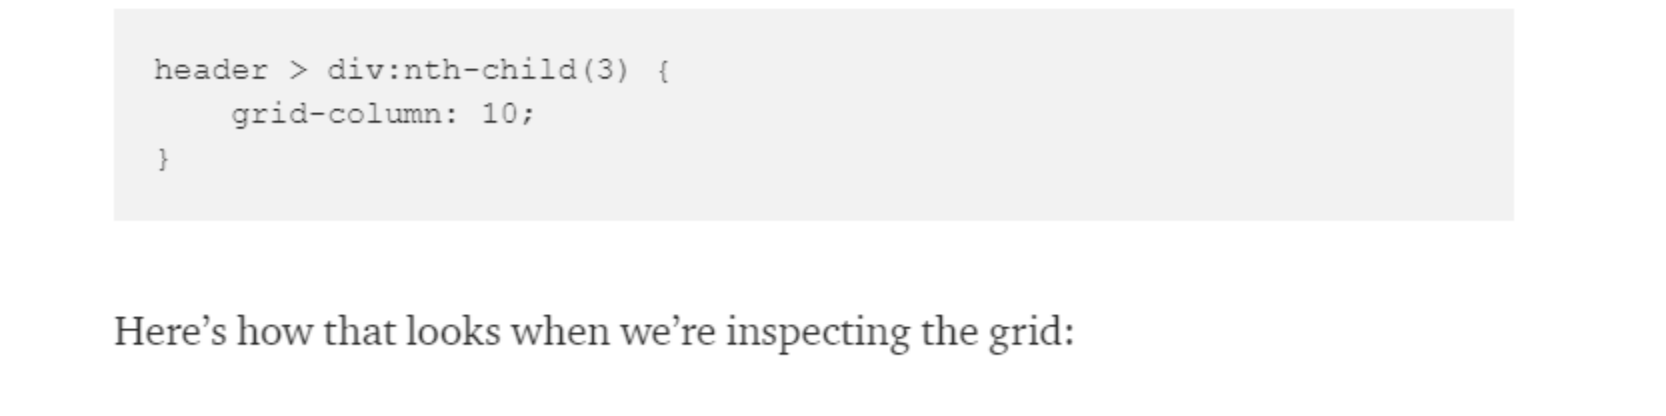 header > div:nth-child(3) {
    grid-column: 10;
}
Here’s how that looks when we’re inspecting the grid: